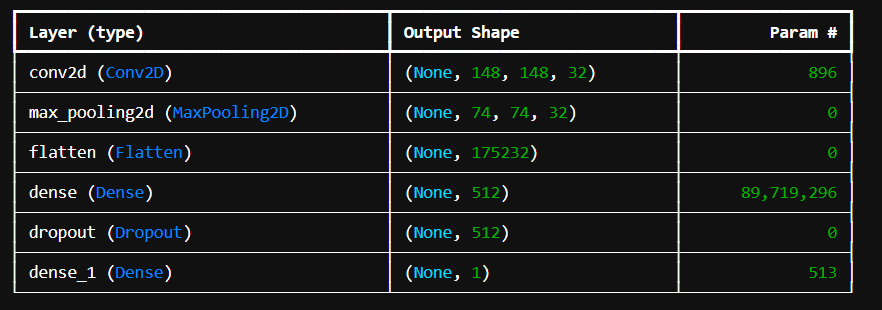 Layer (type) Output Shape Param #
conv2d (Conv2D) (None, 148, 148, 32) 896
max_pooling2d (MaxPooling2D) (None, 74, 74, 32) 0
flatten (Flatten) (None, 175232) 0
dense (Dense) (None, 512) 89,719,296
dropout (Dropout) (None, 512) 0
dense_1 (Dense) (None, 1) 513